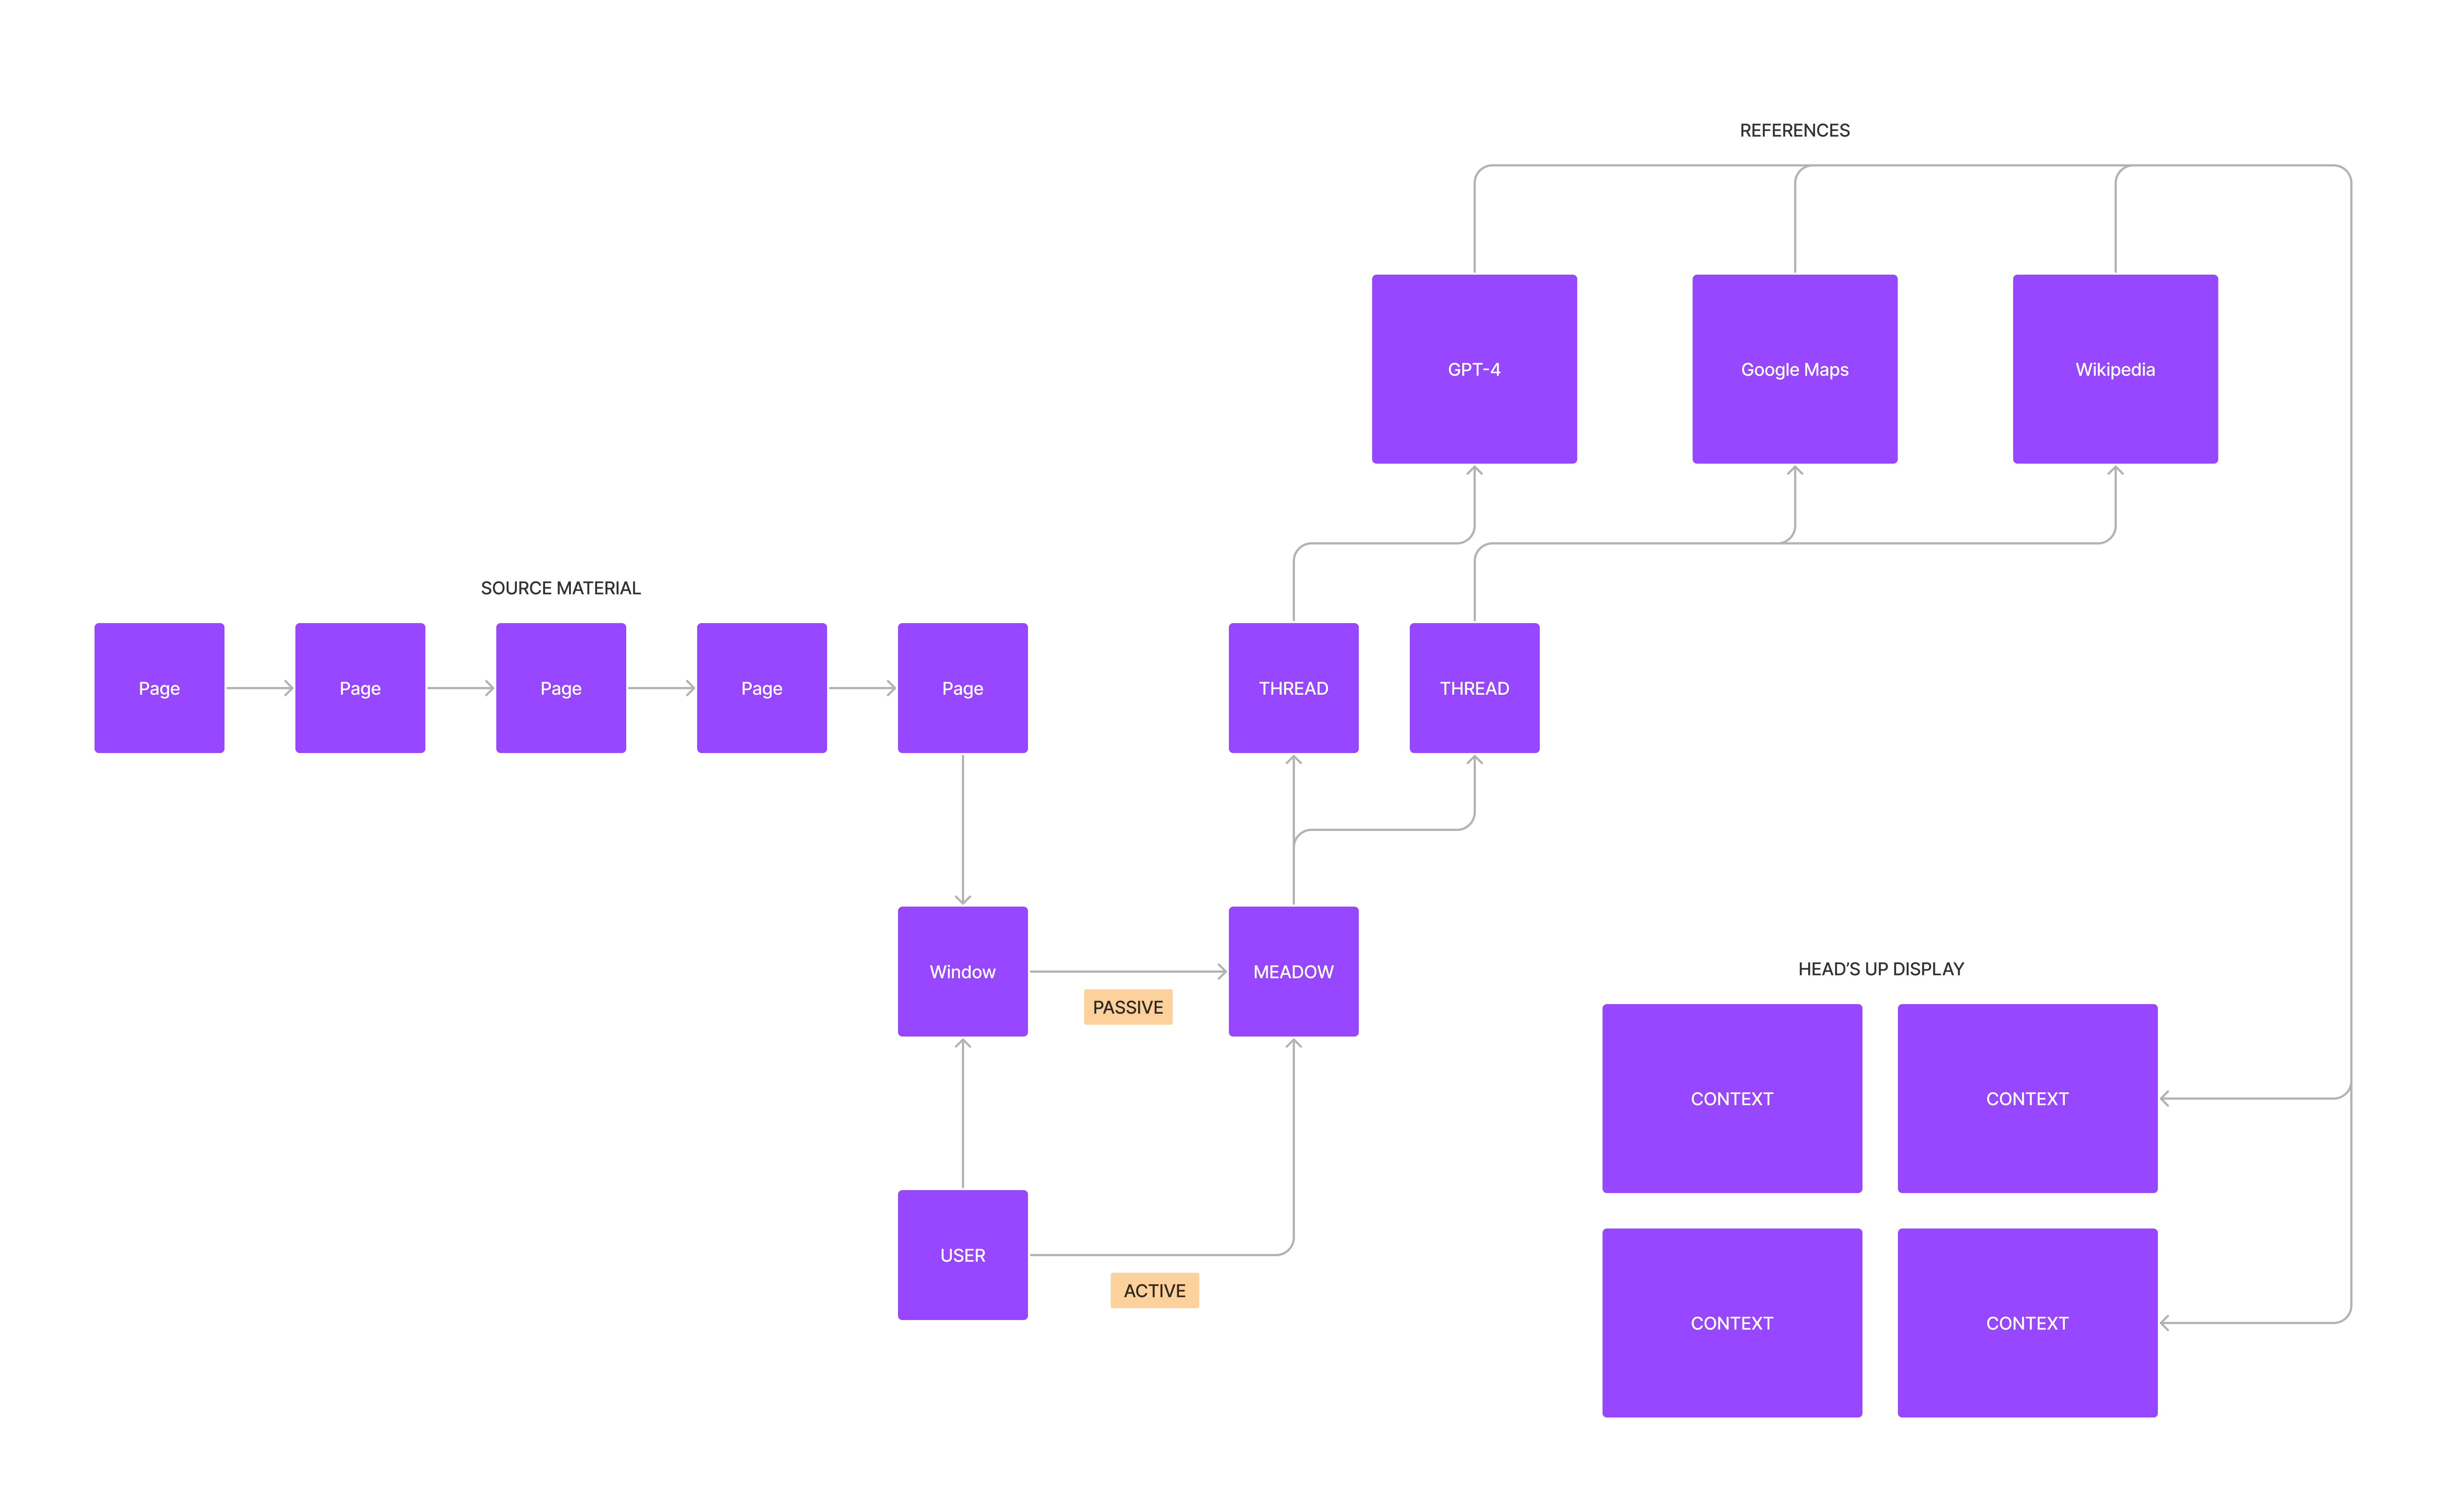 REFERENCES
GPT-4
Google Maps
Wikipedia
SOURCE MATERIAL
Page
Page
Page
Page
Page
THREAD
THREAD
Window
PASSIVE
MEADOW
USER
ACTIVE
HEAD’S UP DISPLAY
CONTEXT
CONTEXT
CONTEXT
CONTEXT